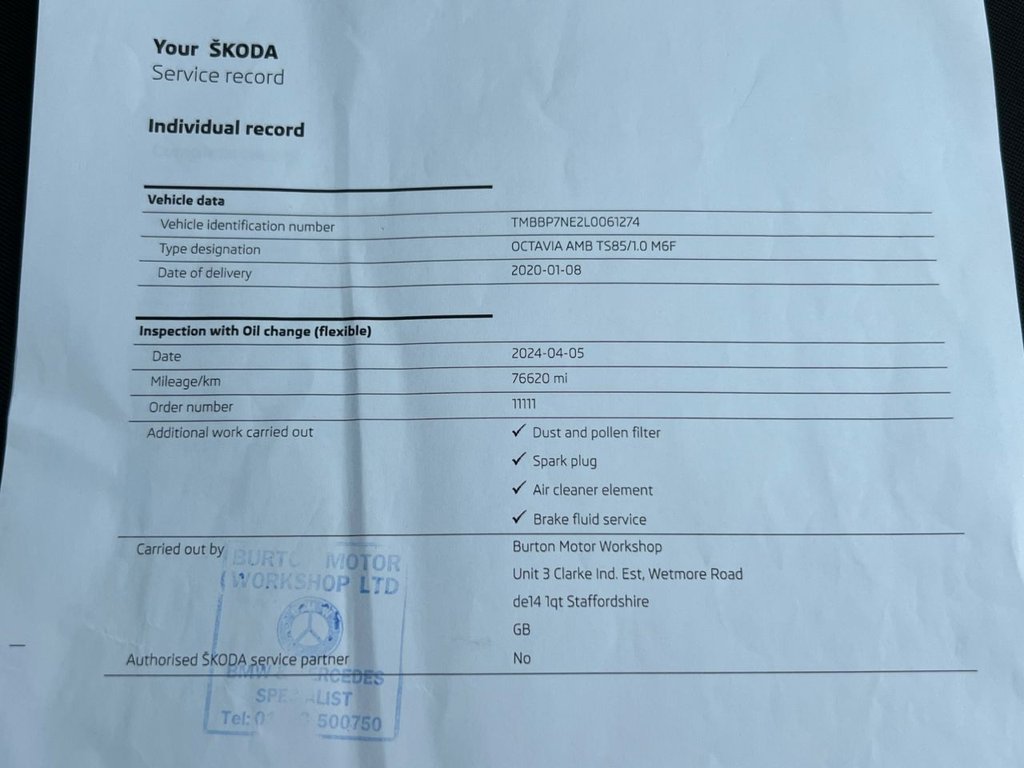 Your ŠKODA
Service record
Individual record
Vehicle data
Vehicle identification number TMBBP7NE2L0061274
Type designation OCTAVIA AMB TS85/1.0 M6F
Date of delivery 2020-01-08
Inspection with Oil change (flexible)
Date 2024-04-05
Mileage/km 76620 mi
Order number 11111
Additional work carried out ✓ Dust and pollen filter
✓ Spark plug
✓ Air cleaner element
✓ Brake fluid service
Carried out by Burton Motor Workshop
Unit 3 Clarke Ind. Est, Wetmore Road
de14 1qt Staffordshire
GB
Authorised ŠKODA service partner No
MOTOR
WORKSHOP LTD
BMW
Tel: 500750